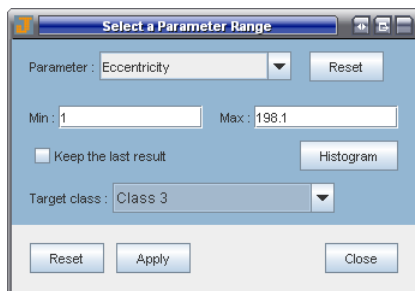 Select a Parameter Range
Parameter : Eccentricity Reset
Min : 1 Max : 198.1
Keep the last result Histogram
Target class : Class 3
Reset Apply Close